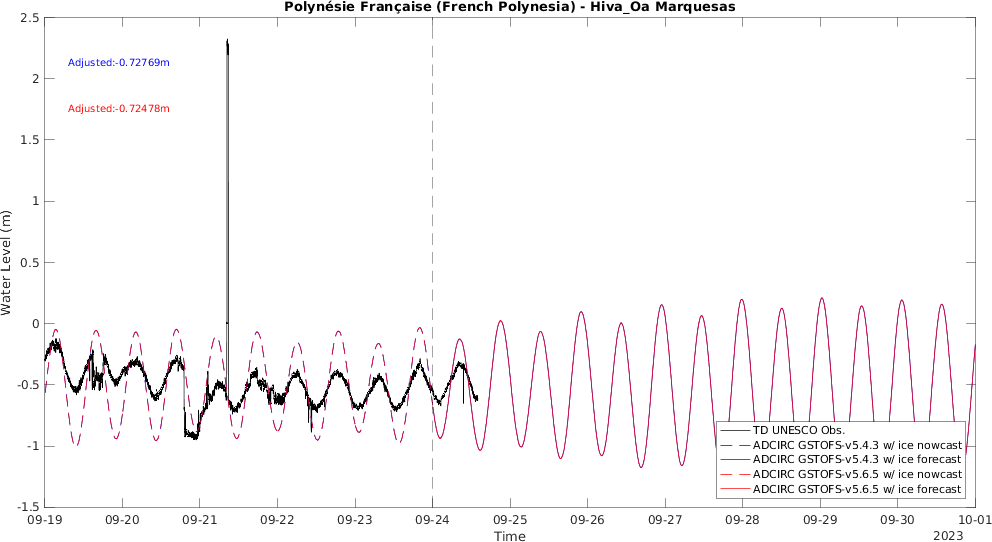 Polynésie Française (French Polynesia) - Hiva_Oa Marquesas
2.5
2
1.5
1
0.5
0
-0.5
-1
-1.5
Water Level (m)
Adjusted:-0.72769m
Adjusted:-0.72478m
TD UNESCO Obs.
ADCIRC GSTOFS-v5.4.3 w/ ice nowcast
ADCIRC GSTOFS-v5.4.3 w/ ice forecast
ADCIRC GSTOFS-v5.6.5 w/ ice nowcast
ADCIRC GSTOFS-v5.6.5 w/ ice forecast
09-19 09-20 09-21 09-22 09-23 09-24 09-25 09-26 09-27 09-28 09-29 09-30 10-01
Time
2023